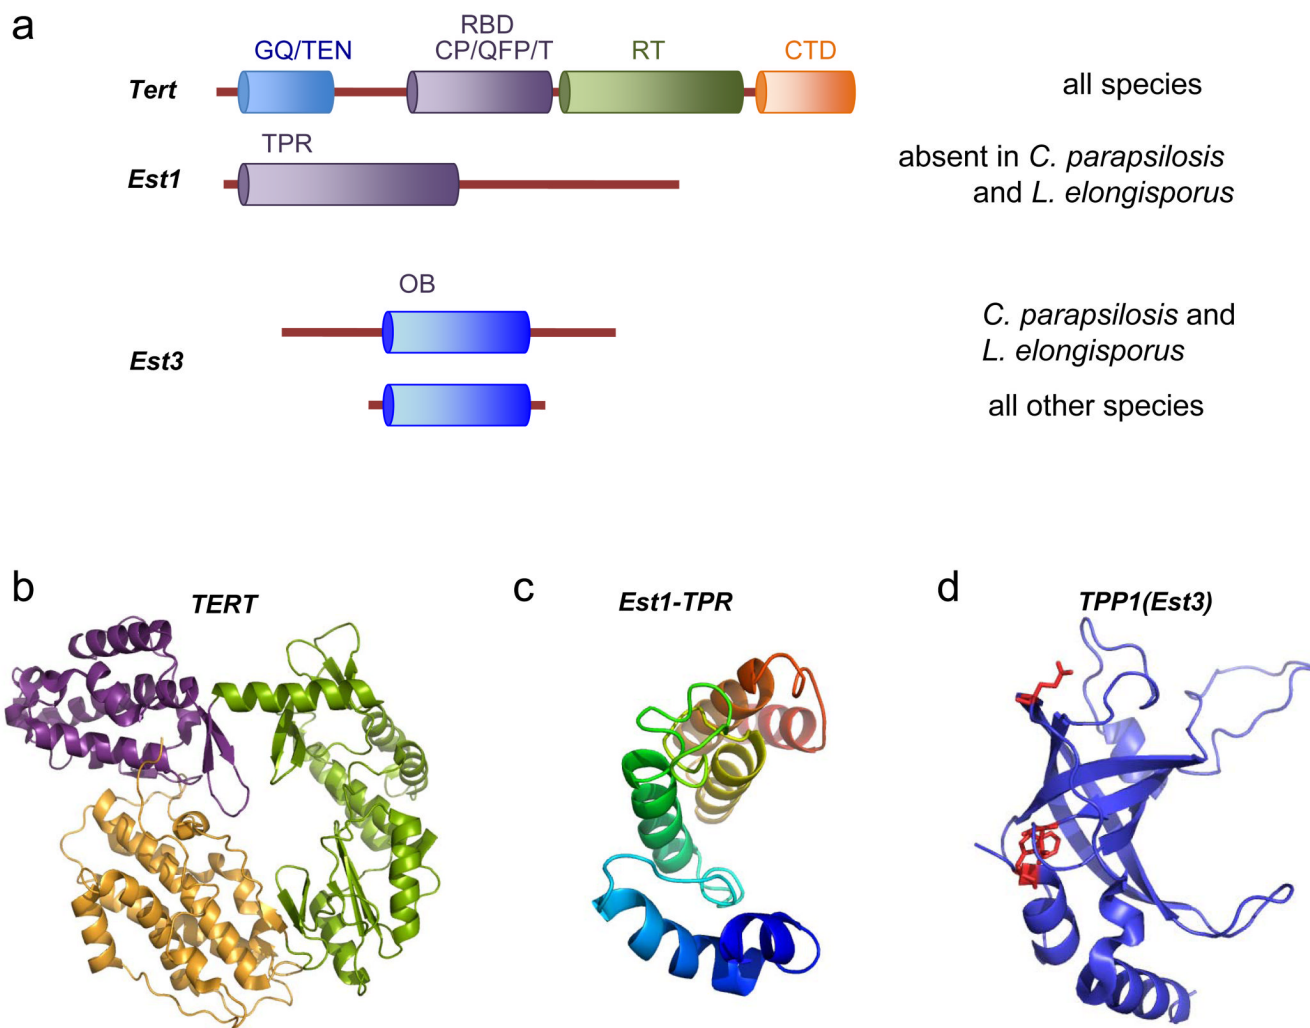 a
RBD
GQ/TEN CP/QFP/T RT CTD
Tert all species
TPR
Est1 absent in C. parapsilosis
and L. elongisporus
OB
Est3
C. parapsilosis and
L. elongisporus
all other species
b TERT
c Est1-TPR
d TPP1(Est3)